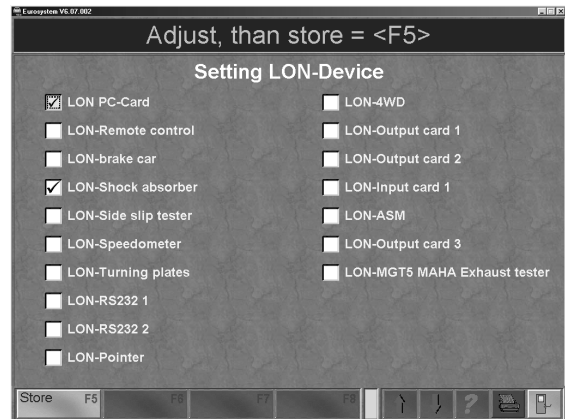 Eurosystem V6.07.002
Adjust, than store = <F5>
Setting LON-Device
LON PC-Card
LON-Remote control
LON-brake car
LON-Shock absorber
LON-Side slip tester
LON-Speedometer
LON-Turning plates
LON-RS232 1
LON-RS232 2
LON-Pointer
LON-4WD
LON-Output card 1
LON-Output card 2
LON-Input card 1
LON-ASM
LON-Output card 3
LON-MGT5 MAHA Exhaust tester
Store F5 F6 F7 F8 ?